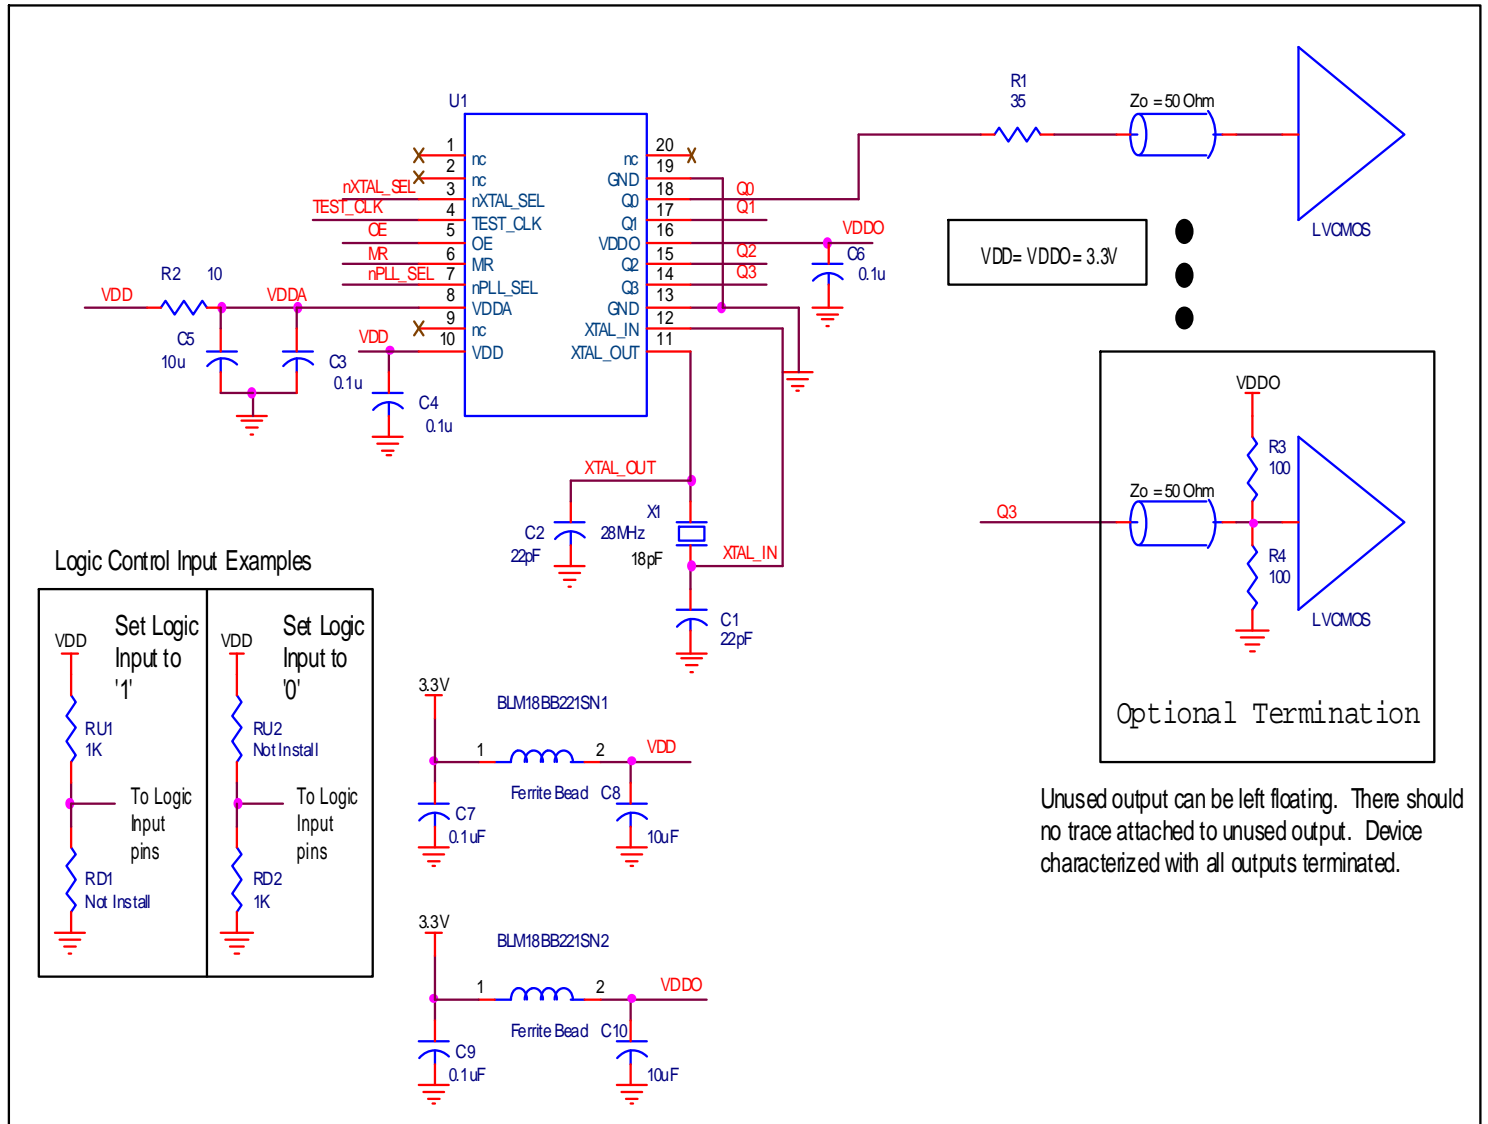 U1
1
2
3
4
5
6
7
8
9
10
nc
nc
nXTAL_SEL
TEST_CLK
OE
MR
nPLL_SEL
VDDA
nc
VDD
20
19
18
17
16
15
14
13
12
11
nc
GND
Q0
Q1
VDDO
Q2
Q3
GND
XTAL_IN
XTAL_OUT
nXTAL_SEL
TEST_CLK
OE
MR
nPLL_SEL
R2 10
VDD
VDDA
C5
10u
C3
0.1u
VDD
C4
0.1u
Q0
Q1
Q2
Q3
VDDO
C6
0.1u
R1
35
Zo = 50 Ohm
LVCMOS
VDD= VDDO= 3.3V
VDDO
R3
100
Zo = 50 Ohm
Q3
R4
100
LVCMOS
Optional Termination
Unused output can be left floating. There should
no trace attached to unused output. Device
characterized with all outputs terminated.
XTAL_OUT
C2
22pF
X1
28MHz
18pF
XTAL_IN
C1
22pF
Logic Control Input Examples
VDD
Set Logic
Input to
'1'
RU1
1K
To Logic
Input
pins
RD1
Not Install
VDD
Set Logic
Input to
'0'
RU2
Not Install
To Logic
Input
pins
RD2
1K
3.3V
BLM18BB221SN1
1
2
VDD
Ferrite Bead
C7
0.1uF
C8
10uF
3.3V
BLM18BB221SN2
1
2
VDDO
Ferrite Bead
C9
0.1uF
C10
10uF